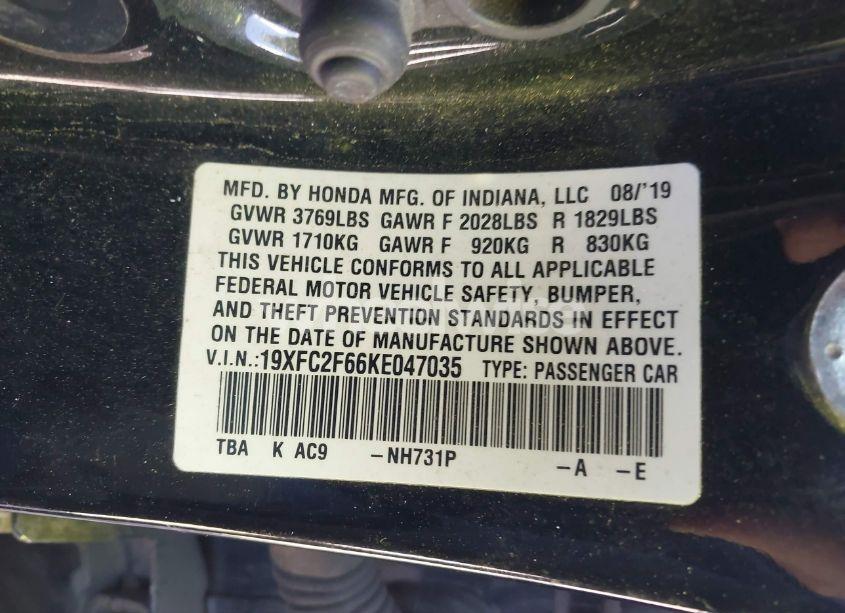 MFD. BY HONDA MFG. OF INDIANA, LLC 08/'19
GVWR 3769LBS GAWR F 2028LBS R 1829LBS
GVWR 1710KG GAWR F 920KG R 830KG
THIS VEHICLE CONFORMS TO ALL APPLICABLE
FEDERAL MOTOR VEHICLE SAFETY, BUMPER,
AND THEFT PREVENTION STANDARDS IN EFFECT
ON THE DATE OF MANUFACTURE SHOWN ABOVE.
V.I.N.:19XFC2F66KE047035 TYPE: PASSENGER CAR
TBA K AC9 -NH731P -A -E